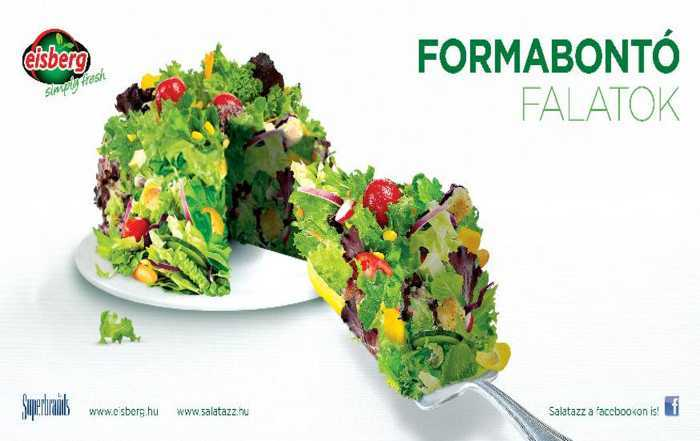 eisberg
simply fresh
FORMABONTÓ
FALATOK
Superbrands
www.eisberg.hu
www.salatazz.hu
Salatazz a facebookon is!
f